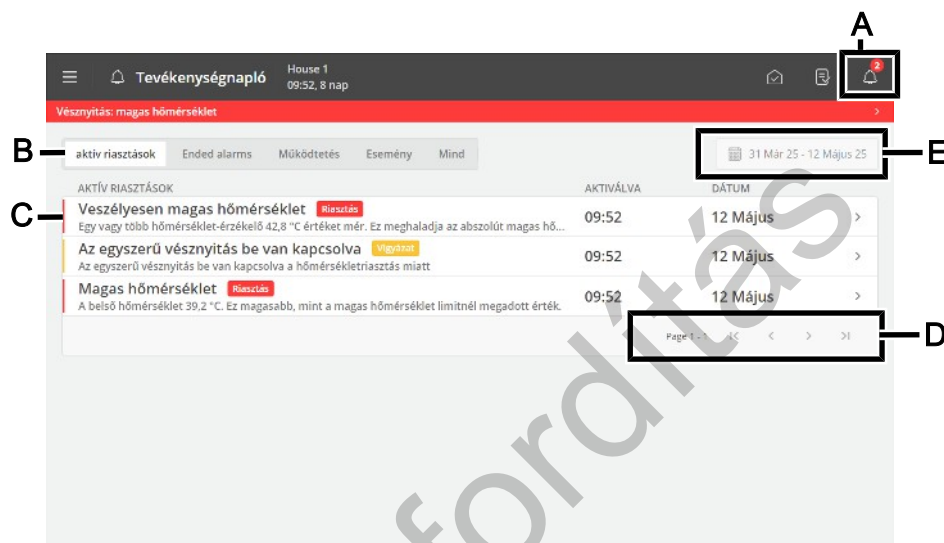 A
House 1
Tevékenységnapló
09:52, 8 nap
2
Vésznyitás: magas hőmérséklet
B
aktív riasztások Ended alarms Működtetés Esemény Mind
31 Már 25 - 12 Május 25
E
AKTÍV RIASZTÁSOK AKTIVÁLVA DÁTUM
C
Veszélyesen magas hőmérséklet Riasztás
09:52 12 Május
Egy vagy több hőmérséklet-érzékelő 42,8 °C értéket mér. Ez meghaladja az abszolút magas hő...
Az egyszerű vésznyitás be van kapcsolva Vigyázat
09:52 12 Május
Az egyszerű vésznyitás be van kapcsolva a hőmérsékletriasztás miatt
Magas hőmérséklet Riasztás
09:52 12 Május
A belső hőmérséklet 39,2 °C. Ez magasabb, mint a magas hőmérséklet limitnél megadott érték.
Page 1 - 1
D
fordítás